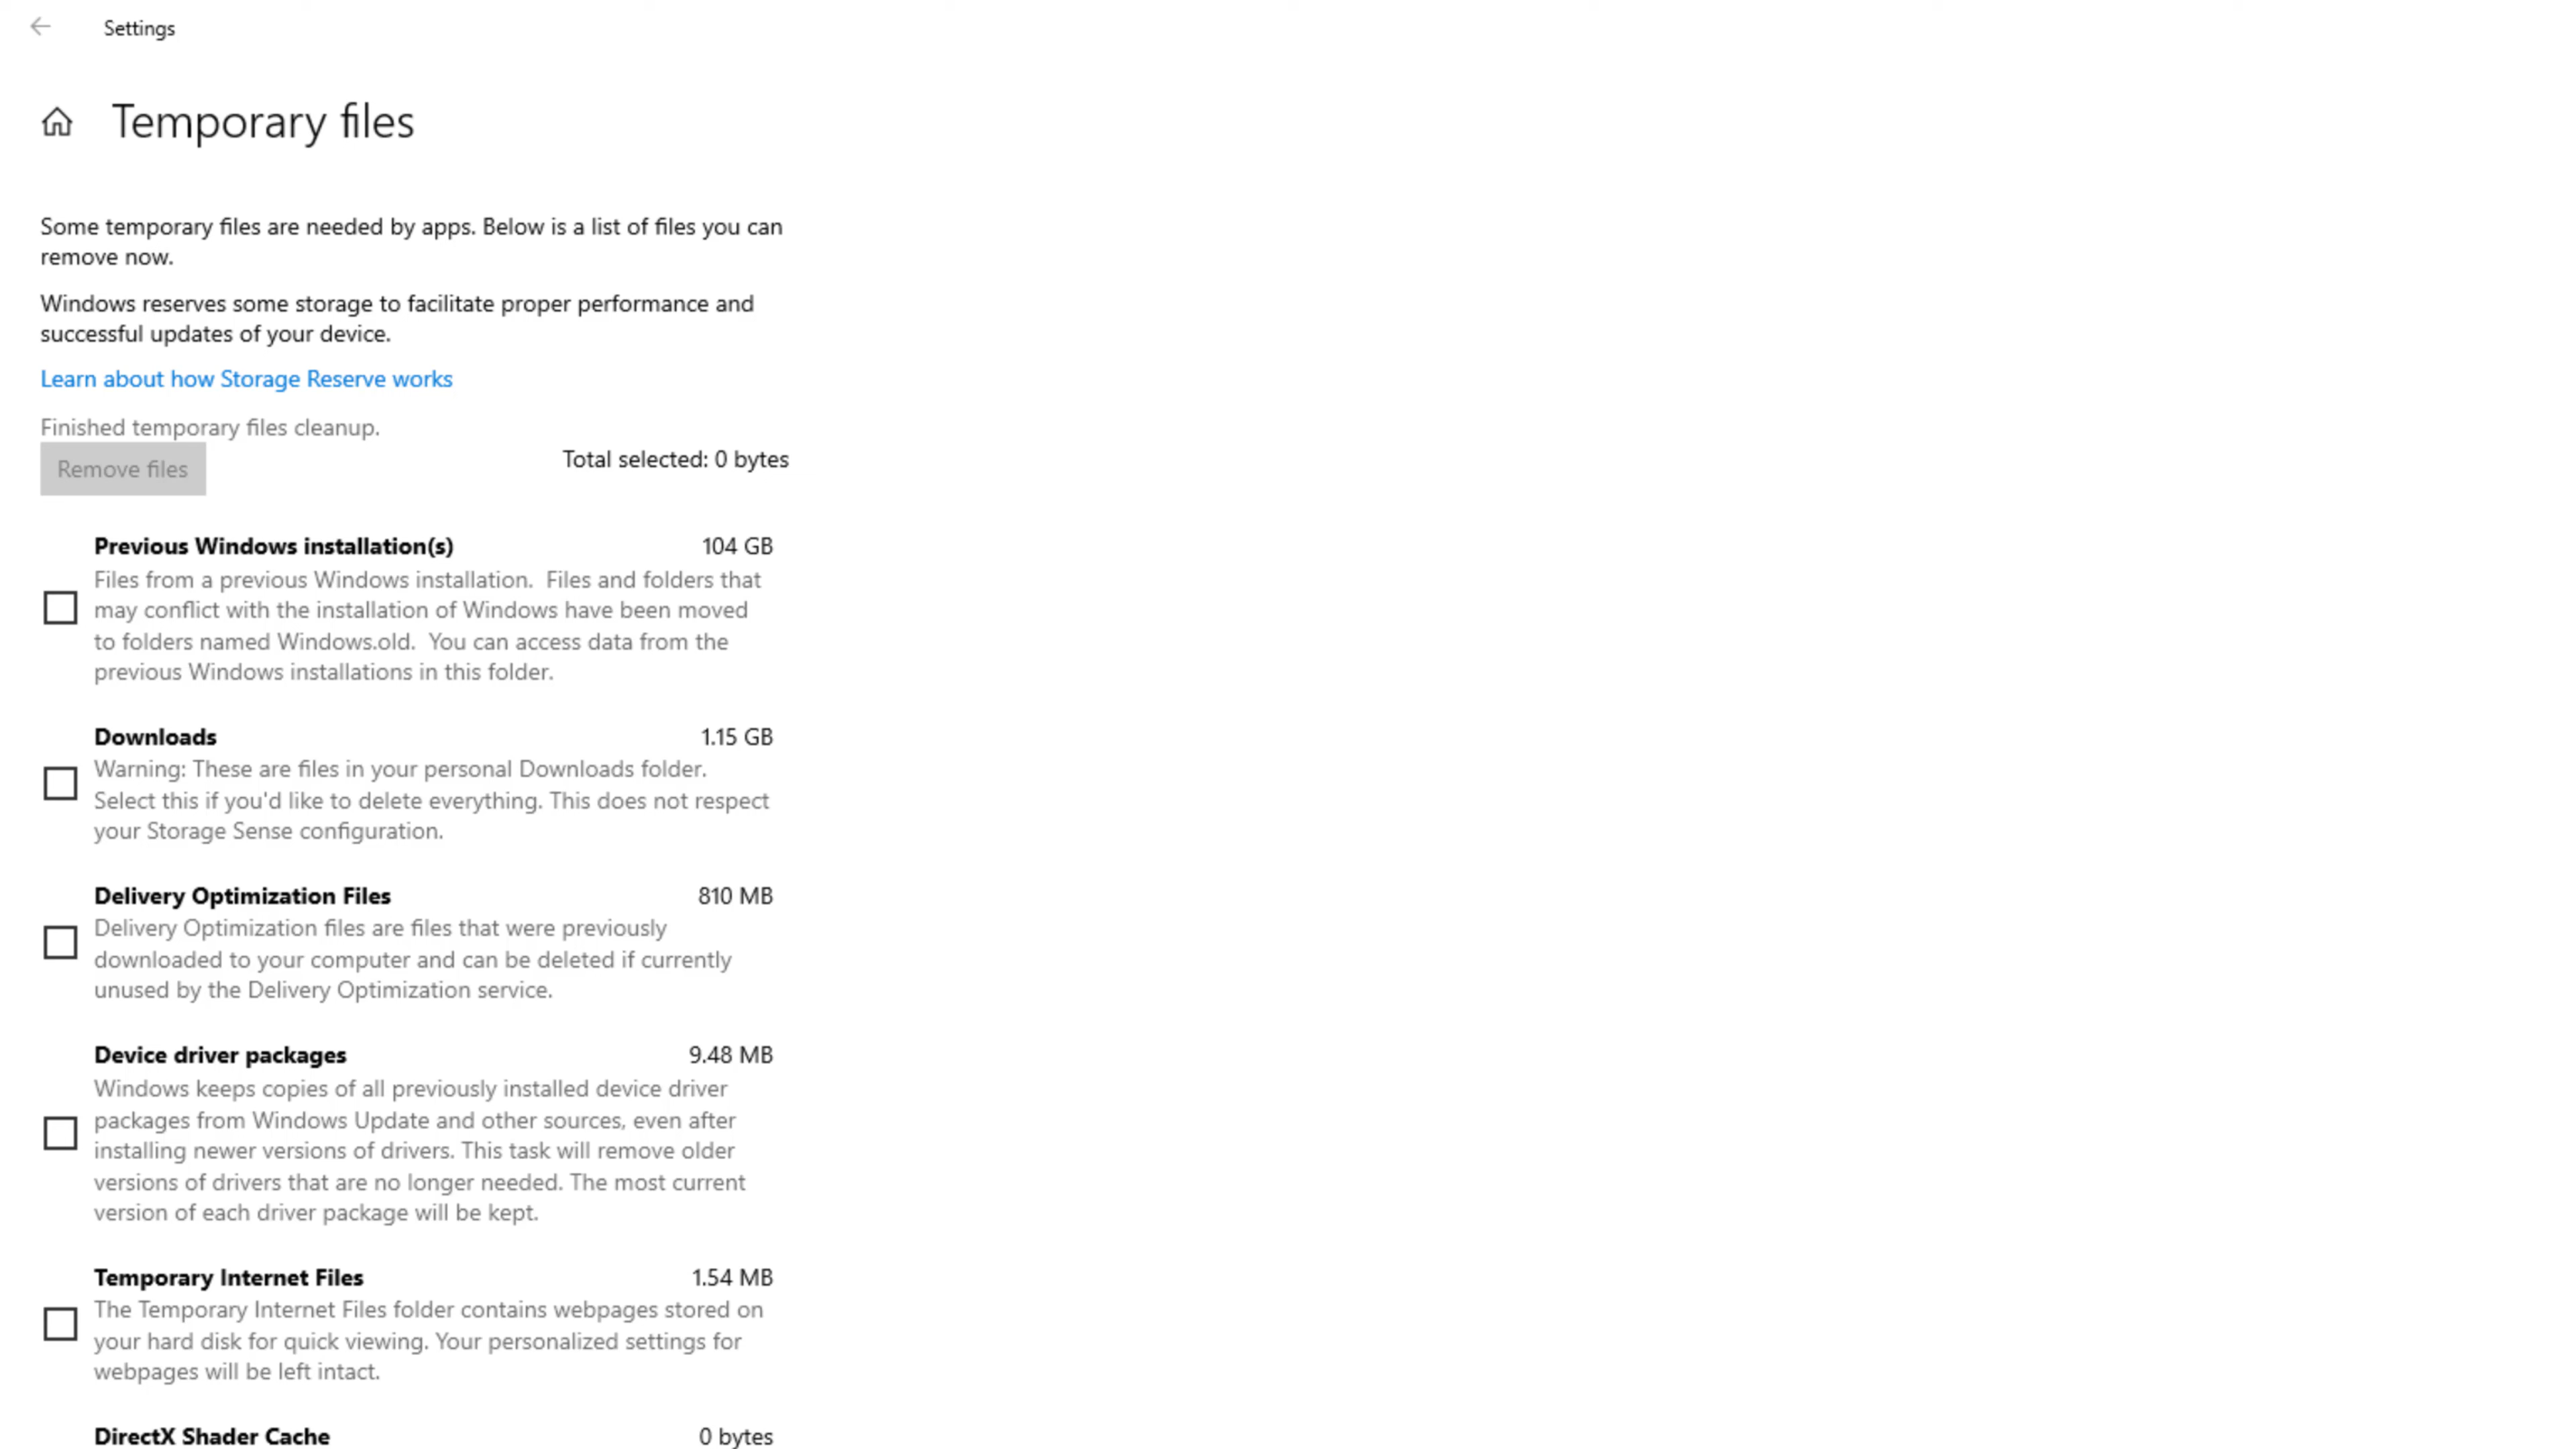 Settings
Temporary files
Some temporary files are needed by apps. Below is a list of files you can
remove now.
Windows reserves some storage to facilitate proper performance and
successful updates of your device.
Learn about how Storage Reserve works
Finished temporary files cleanup.
Remove files
Total selected: 0 bytes
Previous Windows installation(s) 104 GB
Files from a previous Windows installation.  Files and folders that
may conflict with the installation of Windows have been moved
to folders named Windows.old.  You can access data from the
previous Windows installations in this folder.
Downloads 1.15 GB
Warning: These are files in your personal Downloads folder.
Select this if you'd like to delete everything. This does not respect
your Storage Sense configuration.
Delivery Optimization Files 810 MB
Delivery Optimization files are files that were previously
downloaded to your computer and can be deleted if currently
unused by the Delivery Optimization service.
Device driver packages 9.48 MB
Windows keeps copies of all previously installed device driver
packages from Windows Update and other sources, even after
installing newer versions of drivers. This task will remove older
versions of drivers that are no longer needed. The most current
version of each driver package will be kept.
Temporary Internet Files 1.54 MB
The Temporary Internet Files folder contains webpages stored on
your hard disk for quick viewing. Your personalized settings for
webpages will be left intact.
DirectX Shader Cache 0 bytes